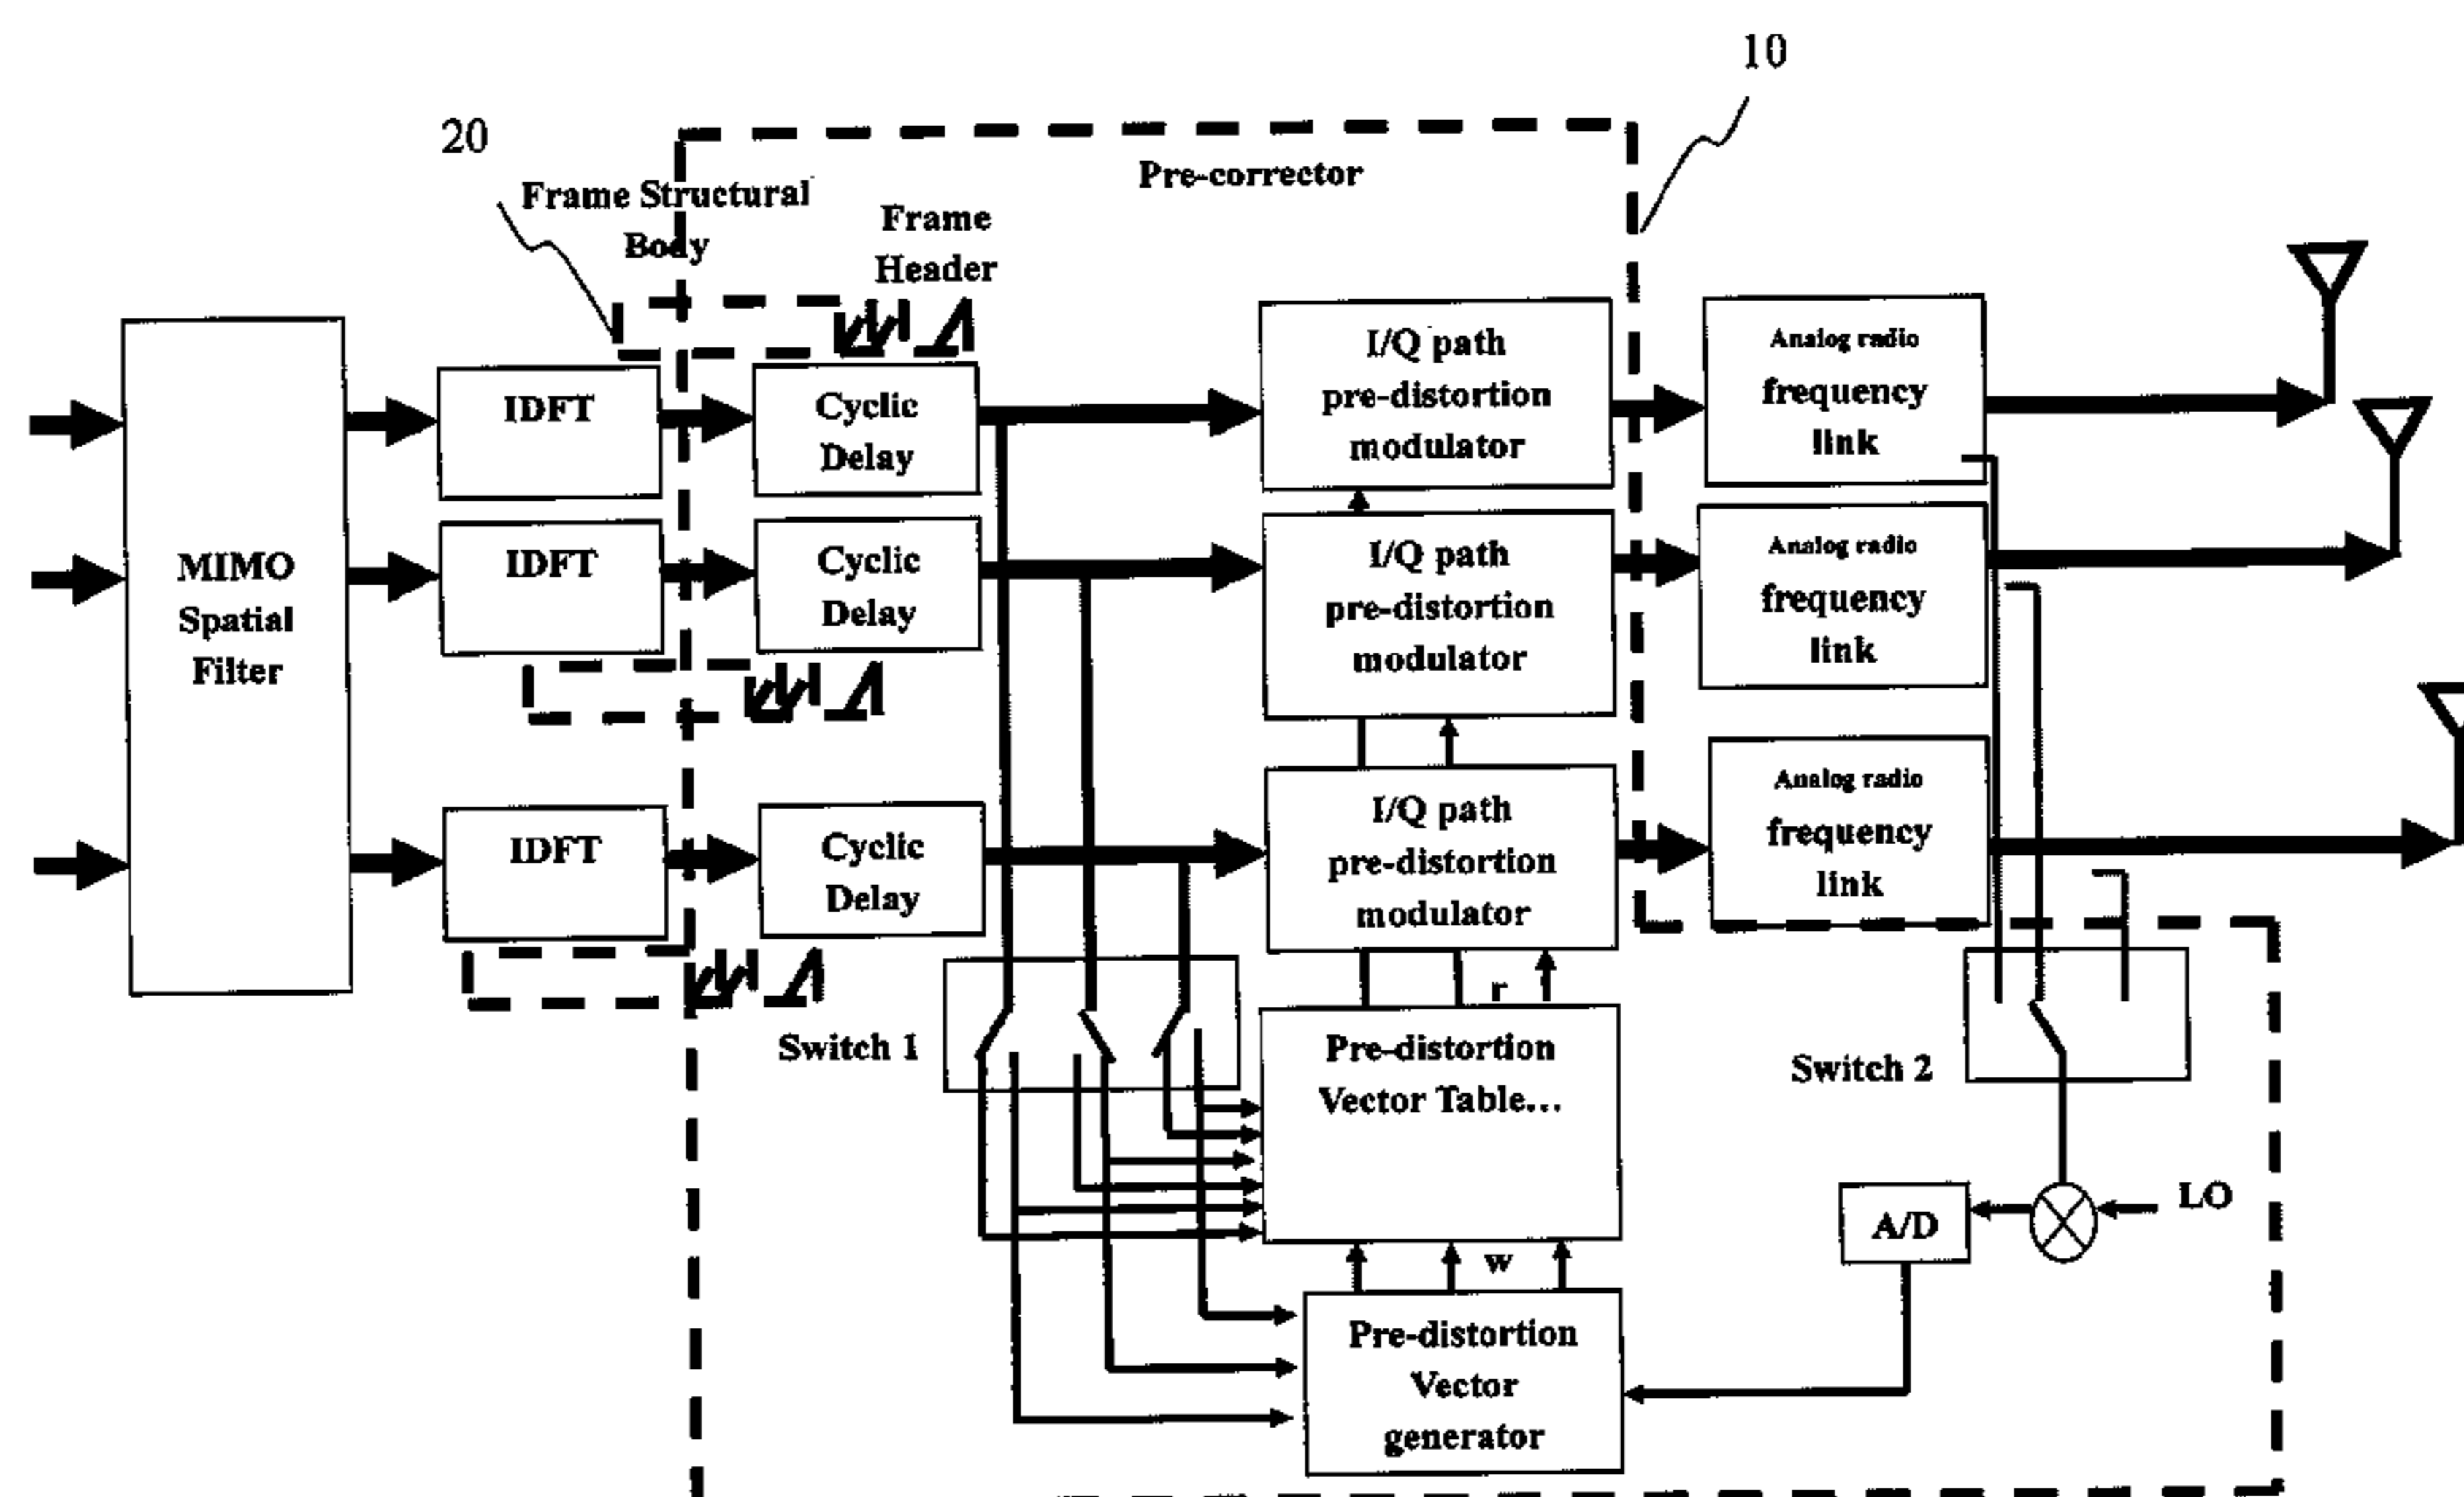 10
20
Pre-corrector
Frame Structural
Body
Frame
Header
MIMO
Spatial
Filter
IDFT
Cyclic
Delay
I/Q path
pre-distortion
modulator
Analog radio
frequency
link
IDFT
Cyclic
Delay
I/Q path
pre-distortion
modulator
Analog radio
frequency
link
IDFT
Cyclic
Delay
I/Q path
pre-distortion
modulator
Analog radio
frequency
link
r
Switch 1
Pre-distortion
Vector Table...
Switch 2
LO
A/D
w
Pre-distortion
Vector
generator